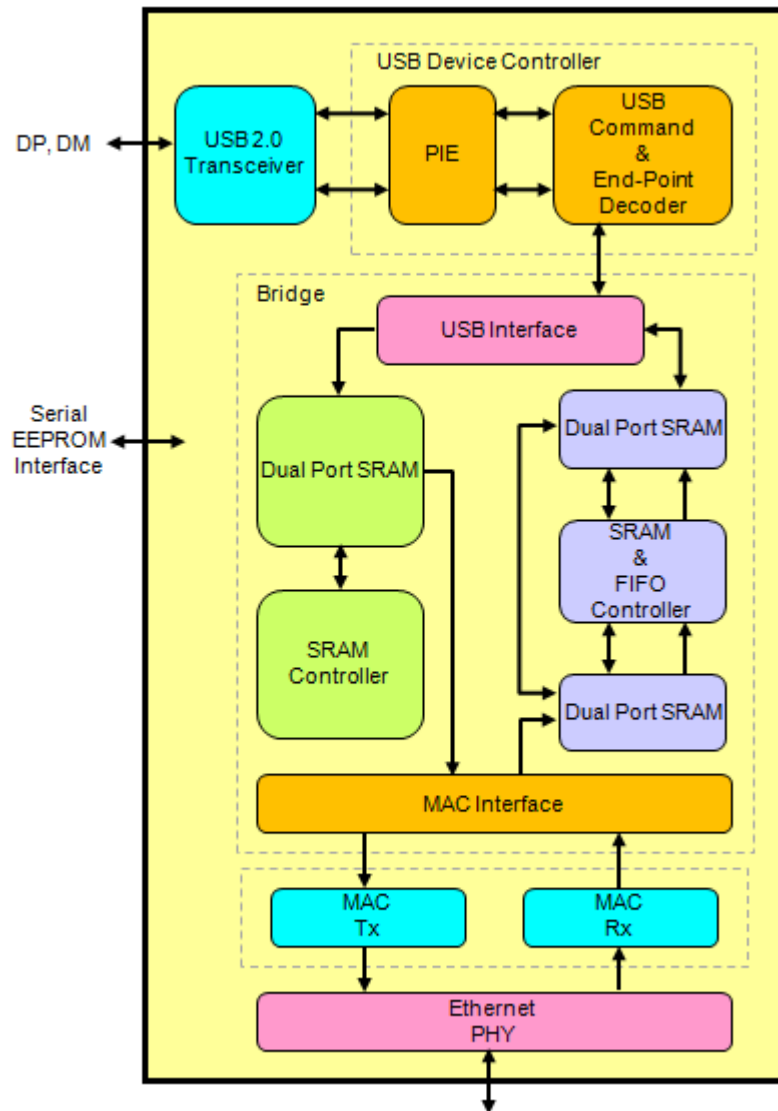 USB Device Controller
DP, DM
USB 2.0
Transceiver
PIE
USB
Command
&
End-Point
Decoder
Bridge
USB Interface
Serial
EEPROM
Interface
Dual Port SRAM
Dual Port SRAM
SRAM
&
FIFO
Controller
SRAM
Controller
Dual Port SRAM
MAC Interface
MAC
Tx
MAC
Rx
Ethernet
PHY